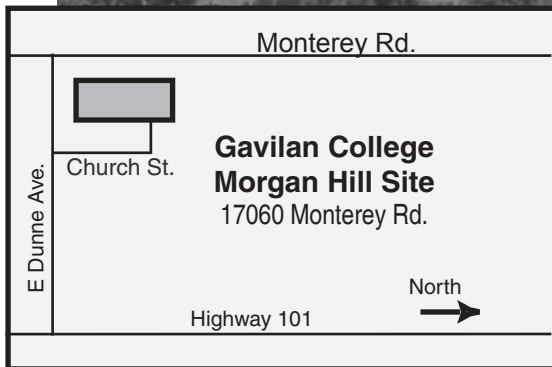 Monterey Rd.
Church St.
E Dunne Ave.
Gavilan College
Morgan Hill Site
17060 Monterey Rd.
North
Highway 101